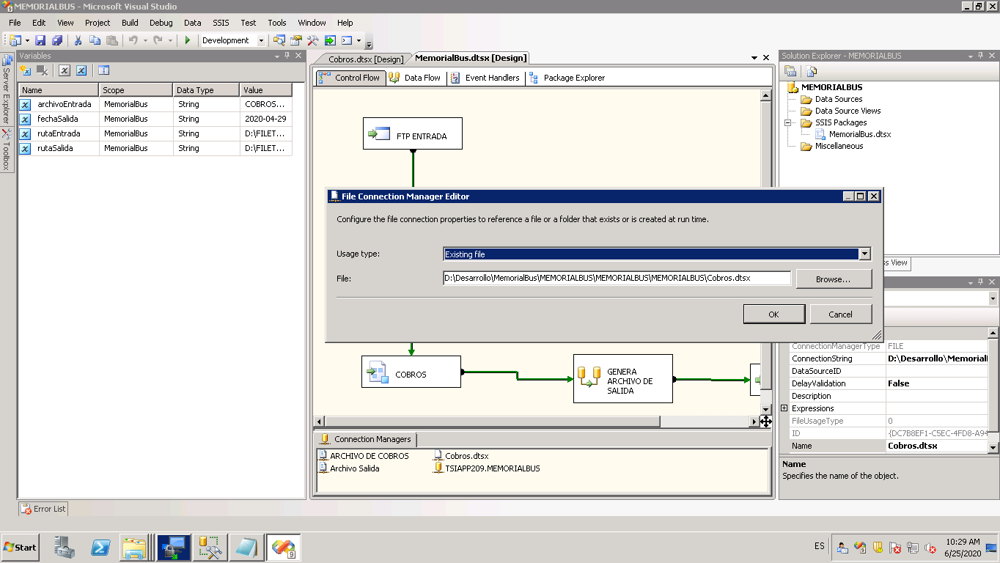 MEMORIALBUS - Microsoft Visual Studio
File Edit View Project Build Debug Data SSIS Test Tools Window Help
Development
Variables
Name Scope Data Type Value
archivoEntrada MemorialBus String COBROS...
fechaSalida MemorialBus String 2020-04-29
rutaEntrada MemorialBus String D:\FILET...
rutaSalida MemorialBus String D:\FILET...
Server Explorer
Toolbox
Cobros.dtsx [Design] MemorialBus.dtsx [Design]
Control Flow Data Flow Event Handlers Package Explorer
FTP ENTRADA
File Connection Manager Editor
Configure the file connection properties to reference a file or a folder that exists or is created at run time.
Usage type: Existing file
File: D:\Desarrollo\MemorialBus\MEMORIALBUS\MEMORIALBUS\MEMORIALBUS\Cobros.dtsx Browse...
OK Cancel
COBROS
GENERA
ARCHIVO DE
SALIDA
Connection Managers
ARCHIVO DE COBROS Cobros.dtsx
Archivo Salida TSIAPP209.MEMORIALBUS
Solution Explorer - MEMORIALBUS
MEMORIALBUS
Data Sources
Data Source Views
SSIS Packages
MemorialBus.dtsx
Miscellaneous
ss View
ConnectionManagerType FILE
ConnectionString D:\Desarrollo\Memorial
DataSourceID
DelayValidation False
Description
Expressions
FileUsageType 0
ID {DC7B8EF1-C5EC-4FD8-A94
Name Cobros.dtsx
Name
Specifies the name of the object.
Error List
Start
9
ES
10:29 AM
6/25/2020